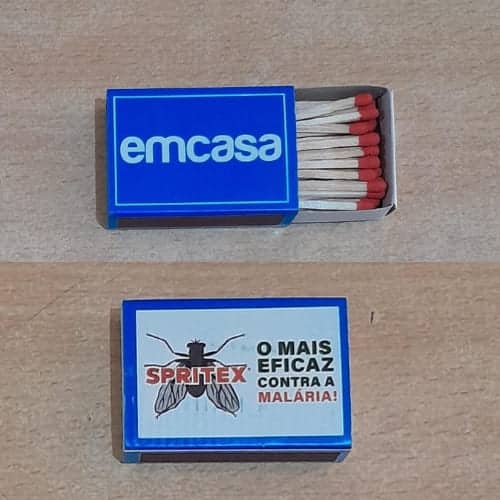 emcasa
SPRITEX
O MAIS
EFICAZ
CONTRA A
MALÁRIA!